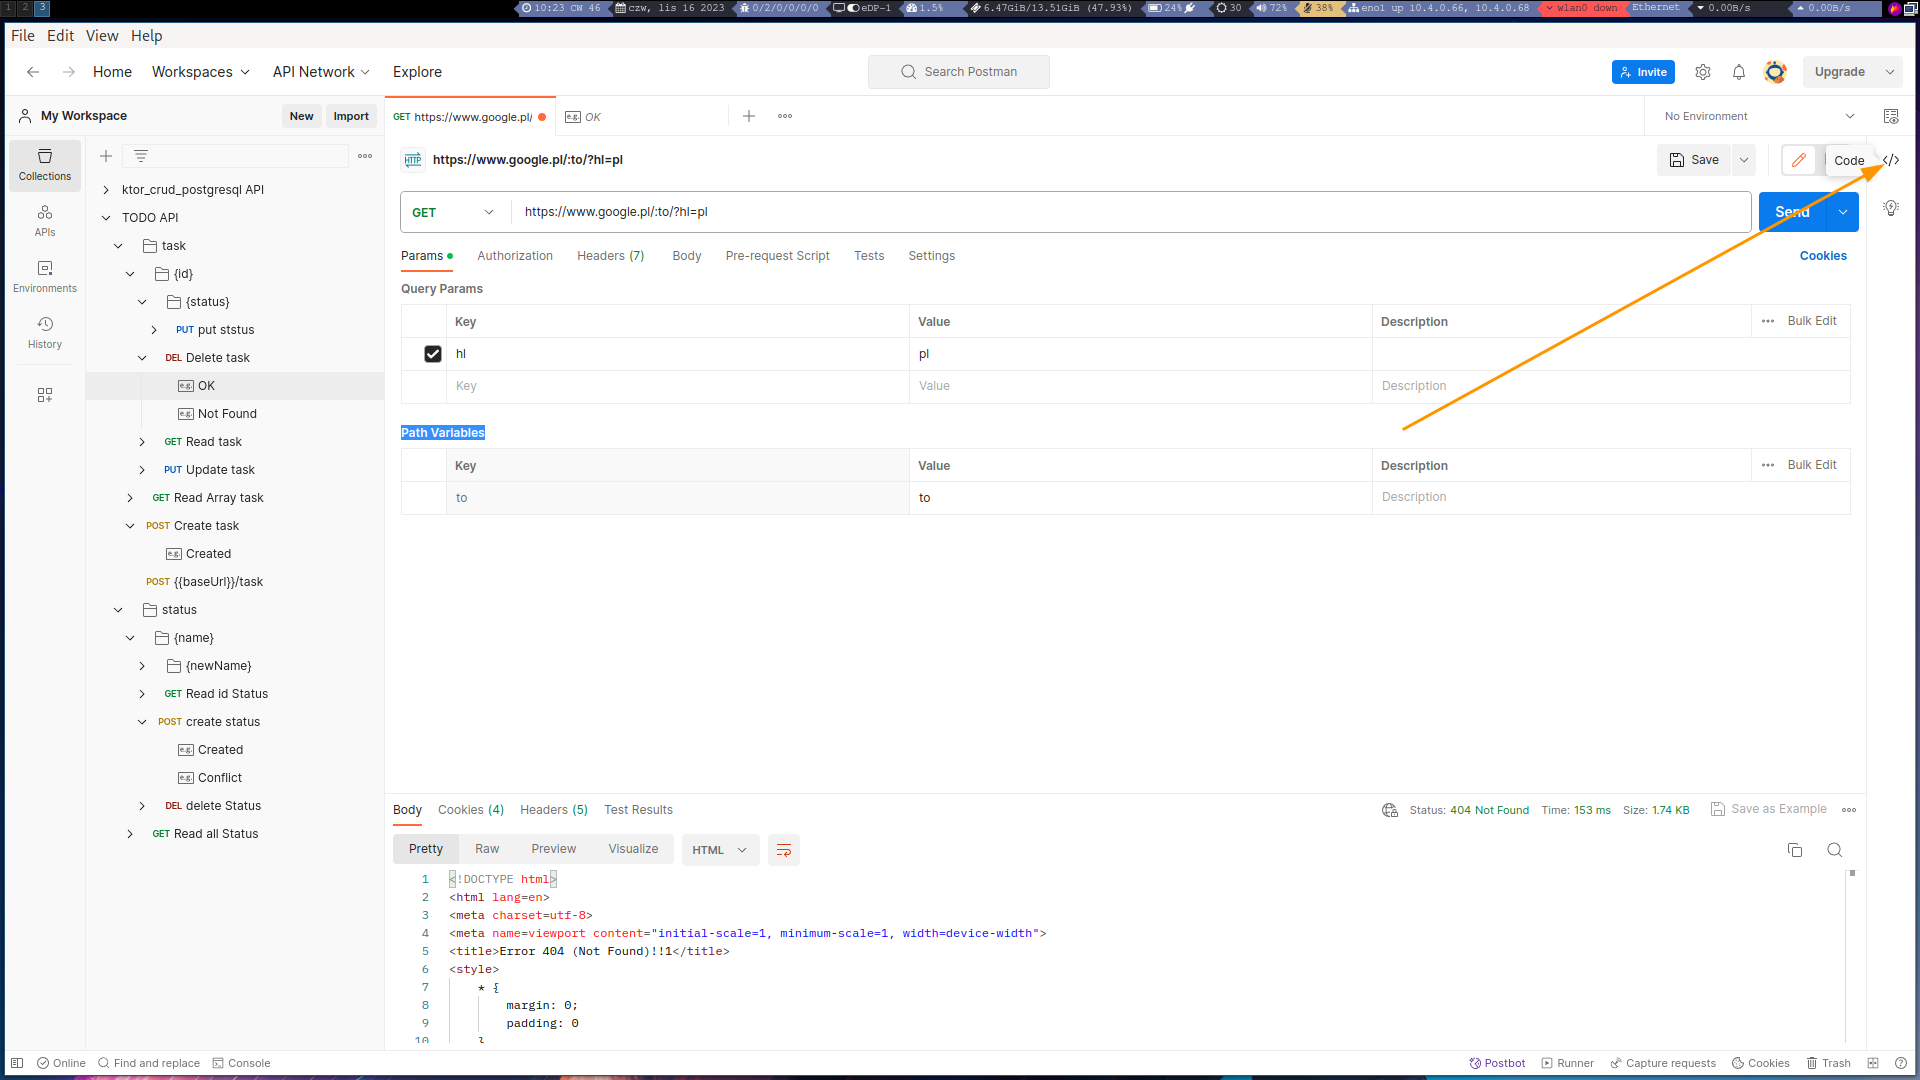 1 2 3 10:23 CW 46 czw, lis 16 2023 0/2/0/0/0/0 eDP-1 1.5% 6.47GiB/13.51GiB (47.93%) 24% 30 72% 38% eno1 up 10.4.0.66, 10.4.0.68 wlan0 down Ethernet 0.00B/s 0.00B/s
File Edit View Help
Home Workspaces API Network Explore Search Postman Invite Upgrade
My Workspace New Import GET https://www.google.pl/ e.g. OK No Environment
Collections
APIs
Environments
History
ktor_crud_postgresql API
TODO API
task
{id}
{status}
PUT put ststus
DEL Delete task
e.g. OK
e.g. Not Found
GET Read task
PUT Update task
GET Read Array task
POST Create task
e.g. Created
POST {{baseUrl}}/task
status
{name}
{newName}
GET Read id Status
POST create status
e.g. Created
e.g. Conflict
DEL delete Status
GET Read all Status
HTTP https://www.google.pl/:to/?hl=pl Save Code </>
GET https://www.google.pl/:to/?hl=pl Send
Params Authorization Headers (7) Body Pre-request Script Tests Settings Cookies
Query Params
Key Value Description Bulk Edit
hl pl
Key Value Description
Path Variables
Key Value Description Bulk Edit
to to Description
Body Cookies (4) Headers (5) Test Results Status: 404 Not Found Time: 153 ms Size: 1.74 KB Save as Example
Pretty Raw Preview Visualize HTML
1 <!DOCTYPE html>
2 <html lang=en>
3 <meta charset=utf-8>
4 <meta name=viewport content="initial-scale=1, minimum-scale=1, width=device-width">
5 <title>Error 404 (Not Found)!!1</title>
6 <style>
7 * {
8 margin: 0;
9 padding: 0
10 }
Online Find and replace Console Postbot Runner Capture requests Cookies Trash